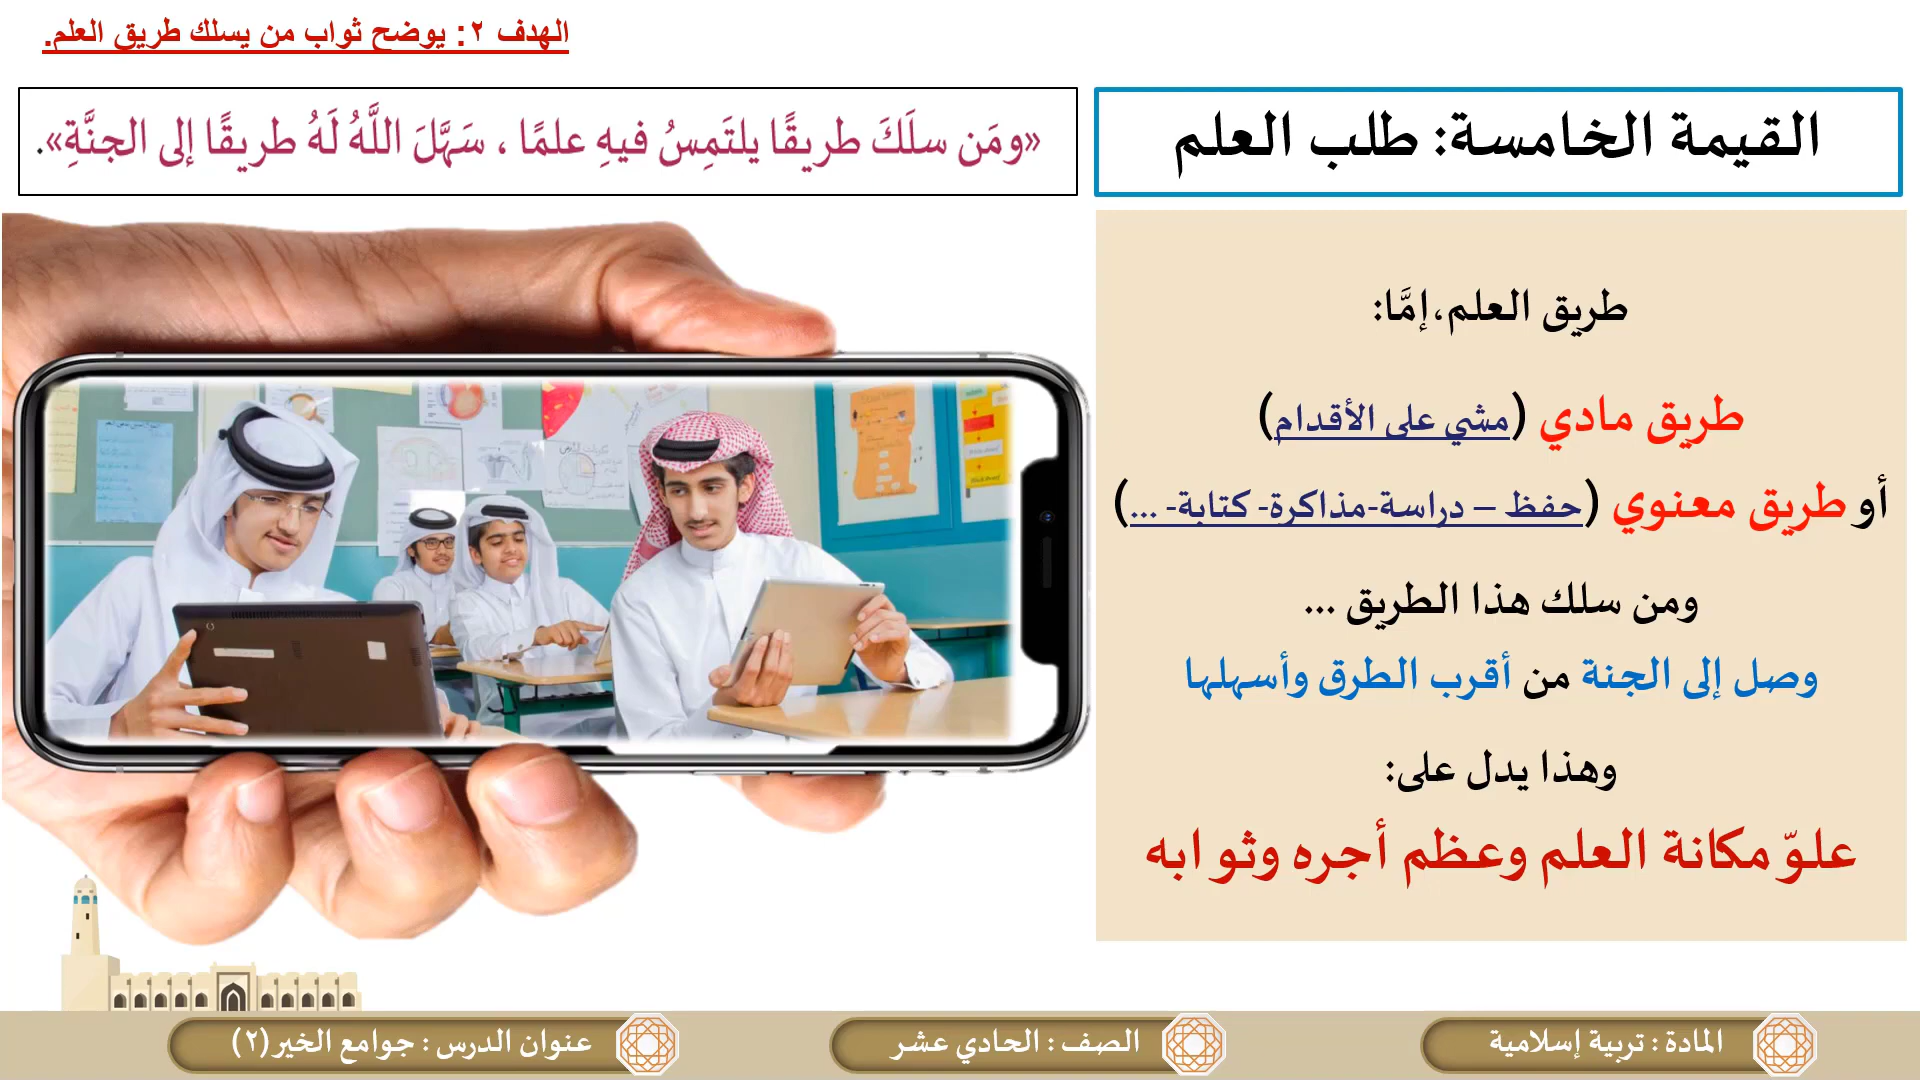 الهدف ٢: يوضح ثواب من يسلك طريق العلم.
القيمة الخامسة: طلب العلم
«ومَن سلَكَ طريقًا يلتَمِسُ فيهِ علمًا ، سَهَّلَ اللَّهُ لَهُ طريقًا إلى الجنَّةِ».
طريق العلم،إمَّا:
طريق مادي (مشي على الأقدام)
أو طريق معنوي (حفظ – دراسة-مذاكرة- كتابة- ...)
ومن سلك هذا الطريق ...
وصل إلى الجنة من أقرب الطرق وأسهلها
وهذا يدل على:
علوّ مكانة العلم وعظم أجره وثوابه
المادة : تربية إسلامية
الصف : الحادي عشر
عنوان الدرس : جوامع الخير (٢)